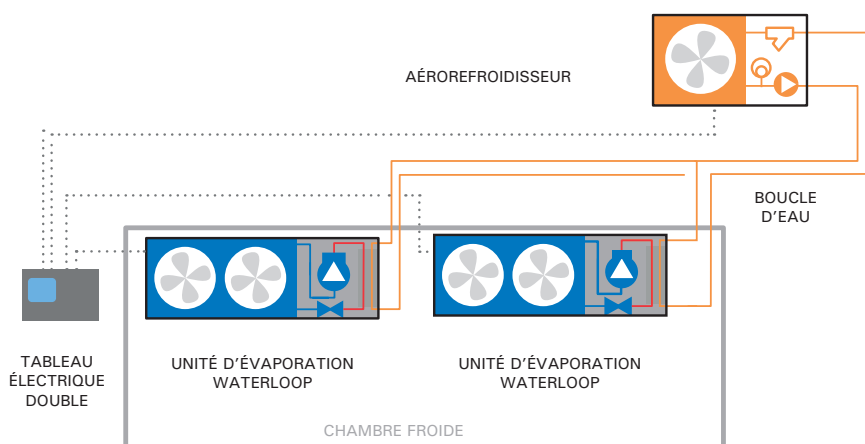 AÉROREFROIDISSEUR
BOUCLE
D'EAU
TABLEAU
ÉLECTRIQUE
DOUBLE
UNITÉ D'ÉVAPORATION
WATERLOOP
UNITÉ D'ÉVAPORATION
WATERLOOP
CHAMBRE FROIDE